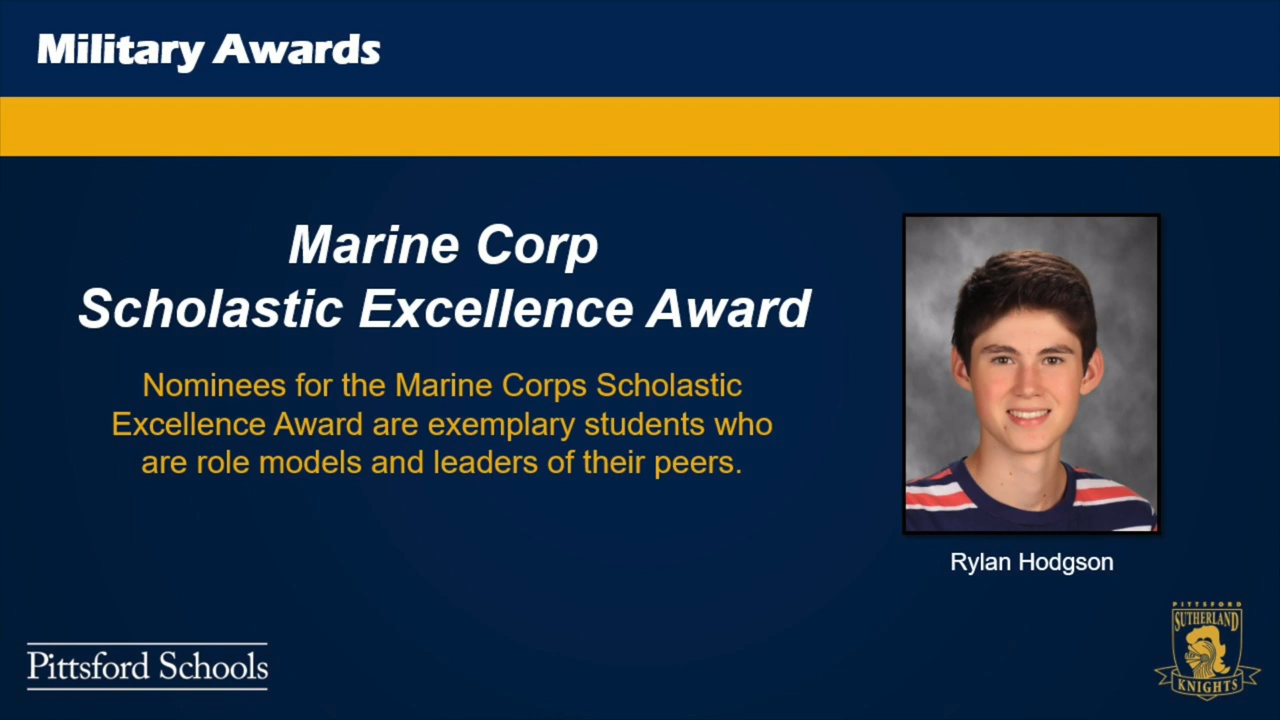 Military Awards
Marine Corp
Scholastic Excellence Award
Nominees for the Marine Corps Scholastic
Excellence Award are exemplary students who
are role models and leaders of their peers.
Rylan Hodgson
Pittsford Schools
PITTSFORD
SUTHERLAND
KNIGHTS